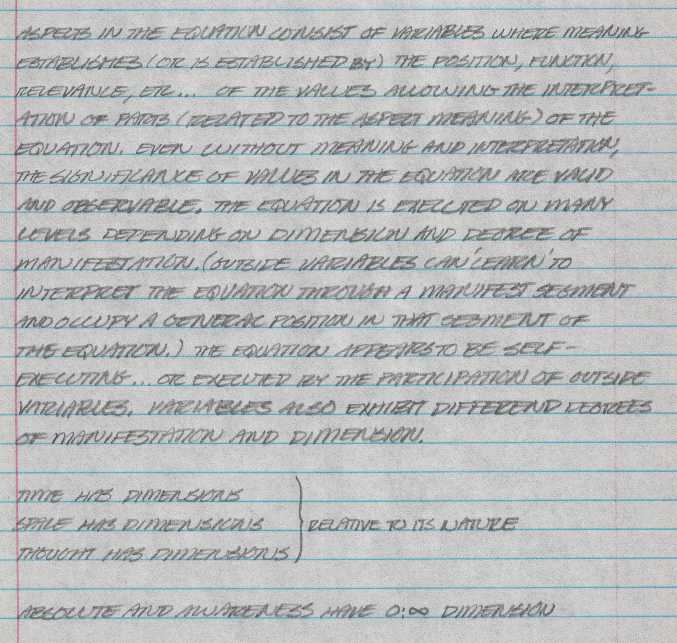 ASPECTS IN THE EQUATION CONSIST OF VARIABLES WHERE MEANING
ESTABLISHES (OR IS ESTABLISHED BY) THE POSITION, FUNCTION,
RELEVANCE, ETC... OF THE VALUES ALLOWING THE INTERPRET-
ATION OF PARTS (RELATED TO THE ASPECT MEANING) OF THE
EQUATION. EVEN WITHOUT MEANING AND INTERPRETATION,
THE SIGNIFICANCE OF VALUES IN THE EQUATION ARE VALID
AND OBSERVABLE. THE EQUATION IS EXECUTED ON MANY
LEVELS DEPENDING ON DIMENSION AND DEGREE OF
MANIFESTATION. (OUTSIDE VARIABLES CAN 'LEARN' TO
INTERPRET THE EQUATION THROUGH A MANIFEST SEGMENT
AND OCCUPY A GENERAL POSITION IN THAT SEGMENT OF
THE EQUATION.) THE EQUATION APPEARS TO BE SELF-
EXECUTING... OR EXECUTED BY THE PARTICIPATION OF OUTSIDE
VARIABLES. VARIABLES ALSO EXHIBIT DIFFEREND DEGREES
OF MANIFESTATION AND DIMENSION.
TIME HAS DIMENSIONS
SPACE HAS DIMENSIONS } RELATIVE TO ITS NATURE
THOUGHT HAS DIMENSIONS
ABSOLUTE AND AWARENESS HAVE 0:∞ DIMENSION